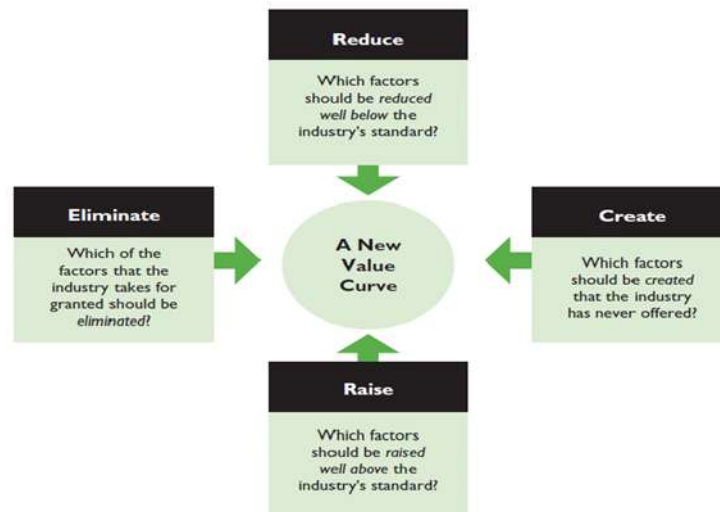 Reduce
Which factors
should be reduced
well below the
industry's standard?
Eliminate
Which of the
factors that the
industry takes for
granted should be
eliminated?
A New
Value
Curve
Create
Which factors
should be created
that the industry
has never offered?
Raise
Which factors
should be raised
well above the
industry's standard?